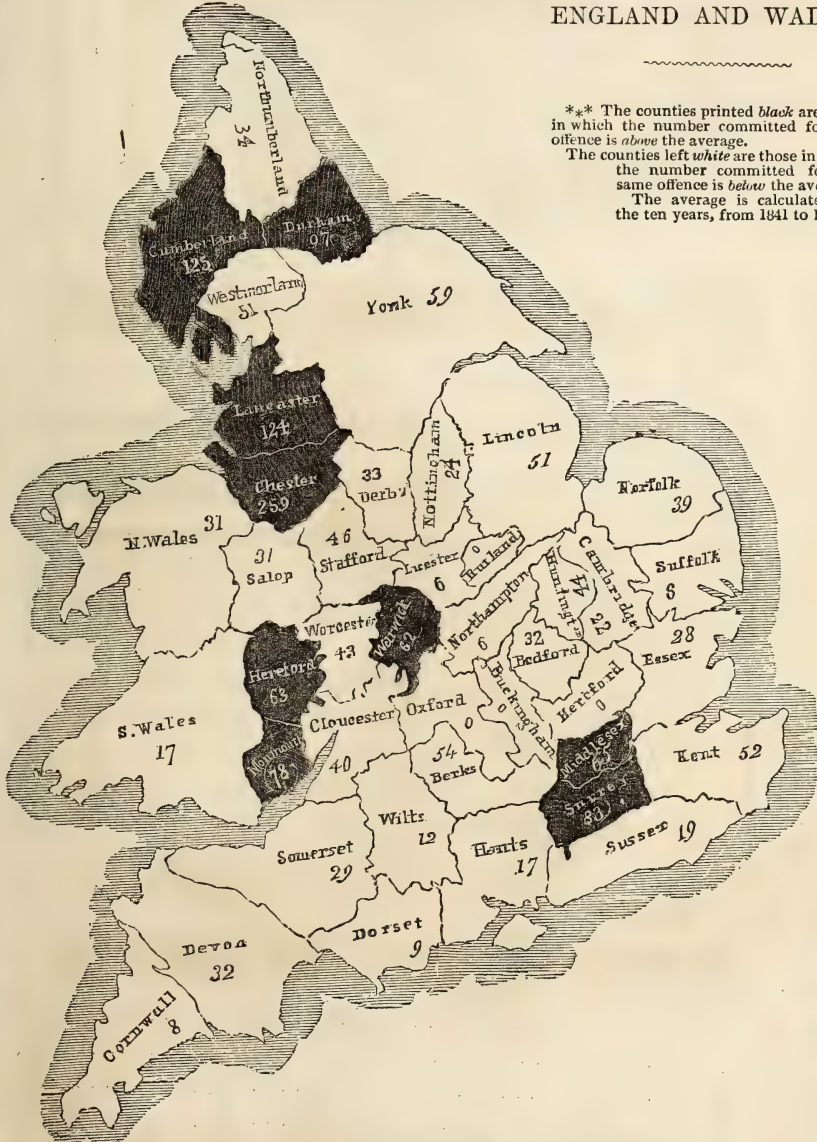 ENGLAND AND WAL
*** The counties printed black are
in which the number committed fo
offence is above the average.
The counties left white are those in
the number committed fo
same offence is below the ave
The average is calculate
the ten years, from 1841 to 1
Northumberland
34
Cumberland
125
Durham
97
Westmorland
51
York 59
Lancaster
124
Chester
259
33
Derby
Nottingham
24
Lincoln
51
Norfolk
39
N.Wales 31
31
Salop
46
Stafford
Leicester
6
0
Rutland
Cambridge
22
Suffolk
6
Northampton
6
32
Bedford
28
Essex
Worcester
43
Warwick
62
Hereford
63
S.Wales
17
Monmouth
78
Gloucester
40
Oxford
0
Buckingham
0
Hertford
0
Middlesex
Surrey
Kent 52
54
Berks
Wilts
12
Somerset
29
Hants
17
Sussex 19
Devon
32
Dorset
9
Cornwall
8